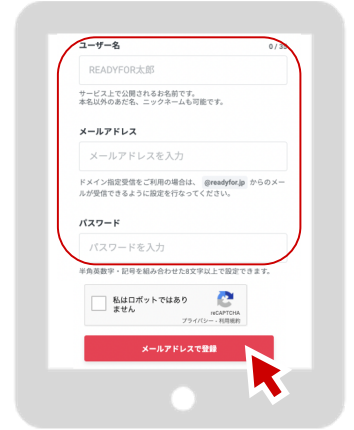 ユーザー名 0 / 35
READYFOR太郎
サービス上で公開されるお名前です。
本名以外のあだ名、ニックネームも可能です。
メールアドレス
メールアドレスを入力
ドメイン指定受信をご利用の場合は、 @readyfor.jp からのメー
ルが受信できるように設定を行なってください。
パスワード
パスワードを入力
半角英数字・記号を組み合わせた8文字以上で設定できます。
私はロボットではあり
ません
reCAPTCHA
プライバシー - 利用規約
メールアドレスで登録